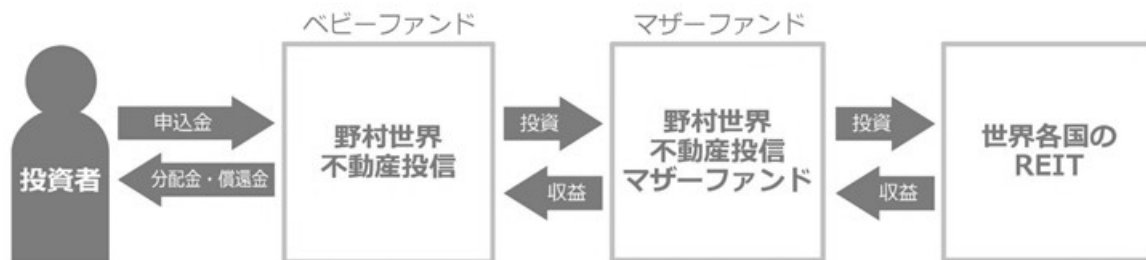 ベビーファンド
マザーファンド
投資者
申込金
分配金・償還金
野村世界
不動産投信
投資
収益
野村世界
不動産投信
マザーファンド
投資
収益
世界各国の
REIT